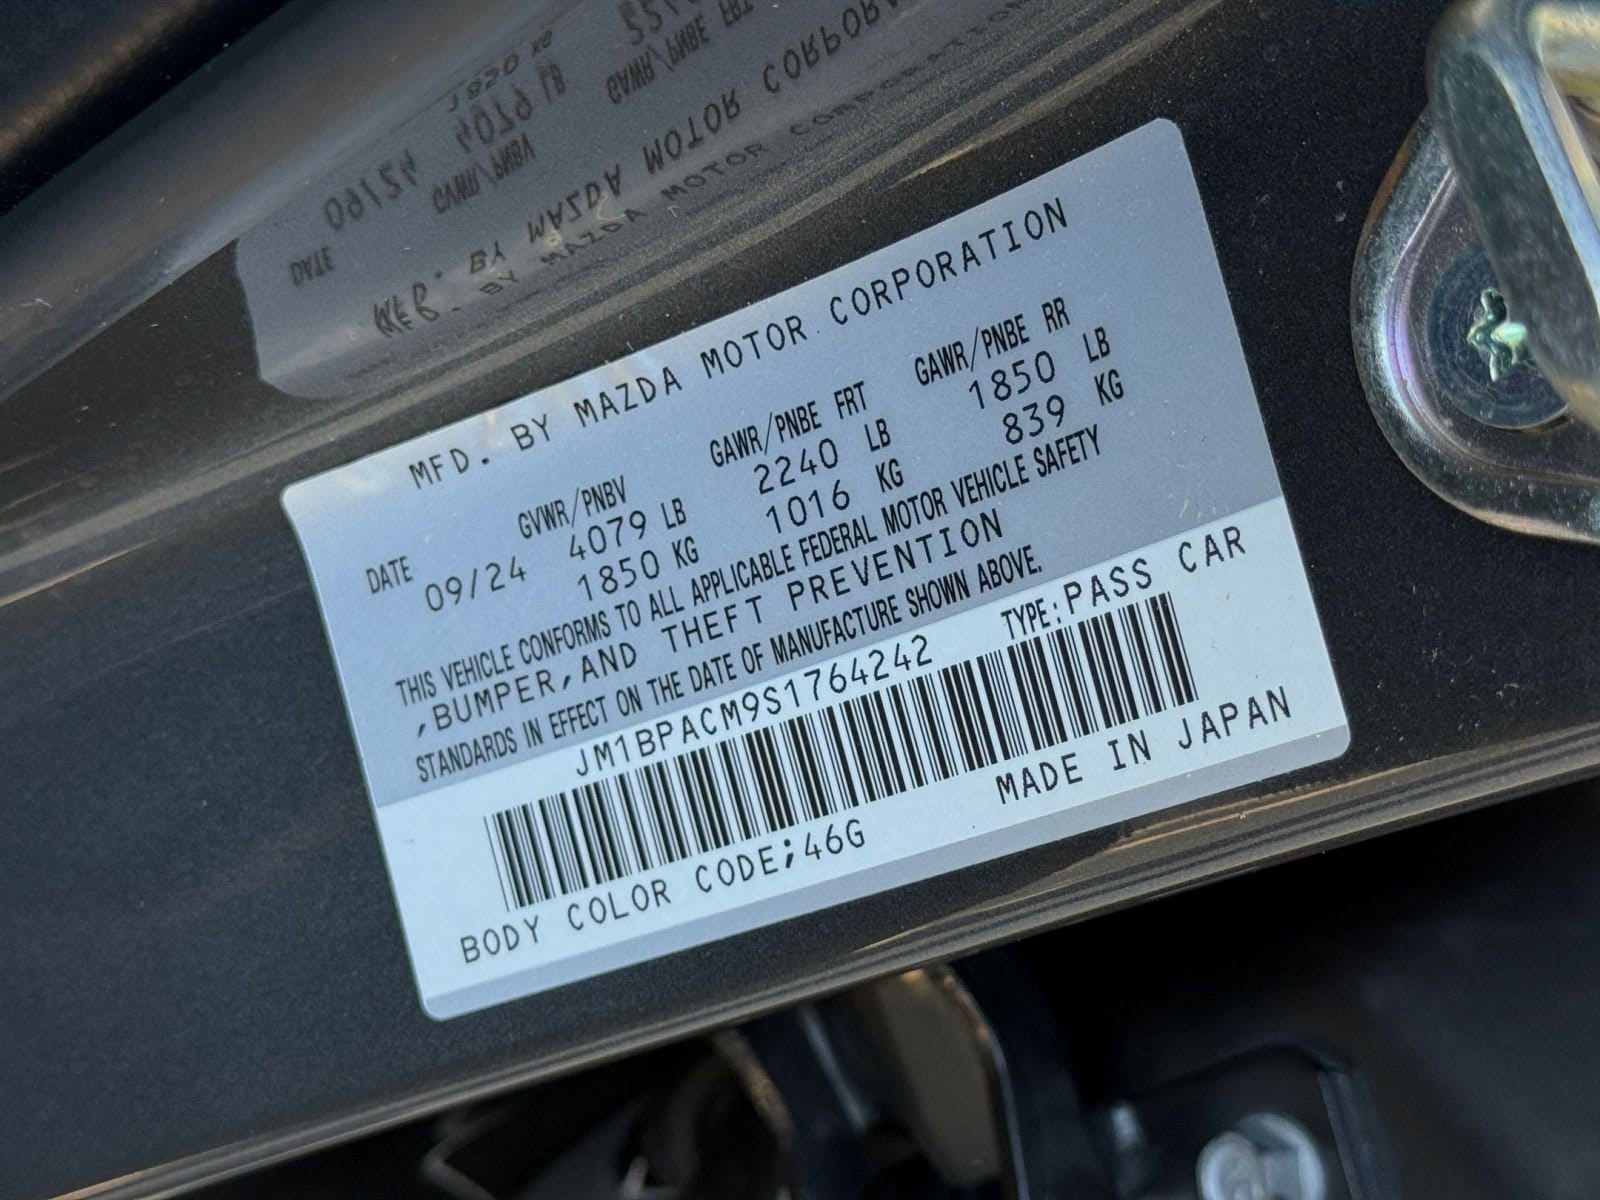 MFD. BY MAZDA MOTOR CORPORATION
DATE GVWR/PNBV GAWR/PNBE FRT GAWR/PNBE RR
09/24 4079 LB 2240 LB 1850 LB
1850 KG 1016 KG 839 KG
THIS VEHICLE CONFORMS TO ALL APPLICABLE FEDERAL MOTOR VEHICLE SAFETY
,BUMPER,AND THEFT PREVENTION
STANDARDS IN EFFECT ON THE DATE OF MANUFACTURE SHOWN ABOVE.
JM1BPACM9S1764242 TYPE:PASS CAR
BODY COLOR CODE;46G MADE IN JAPAN